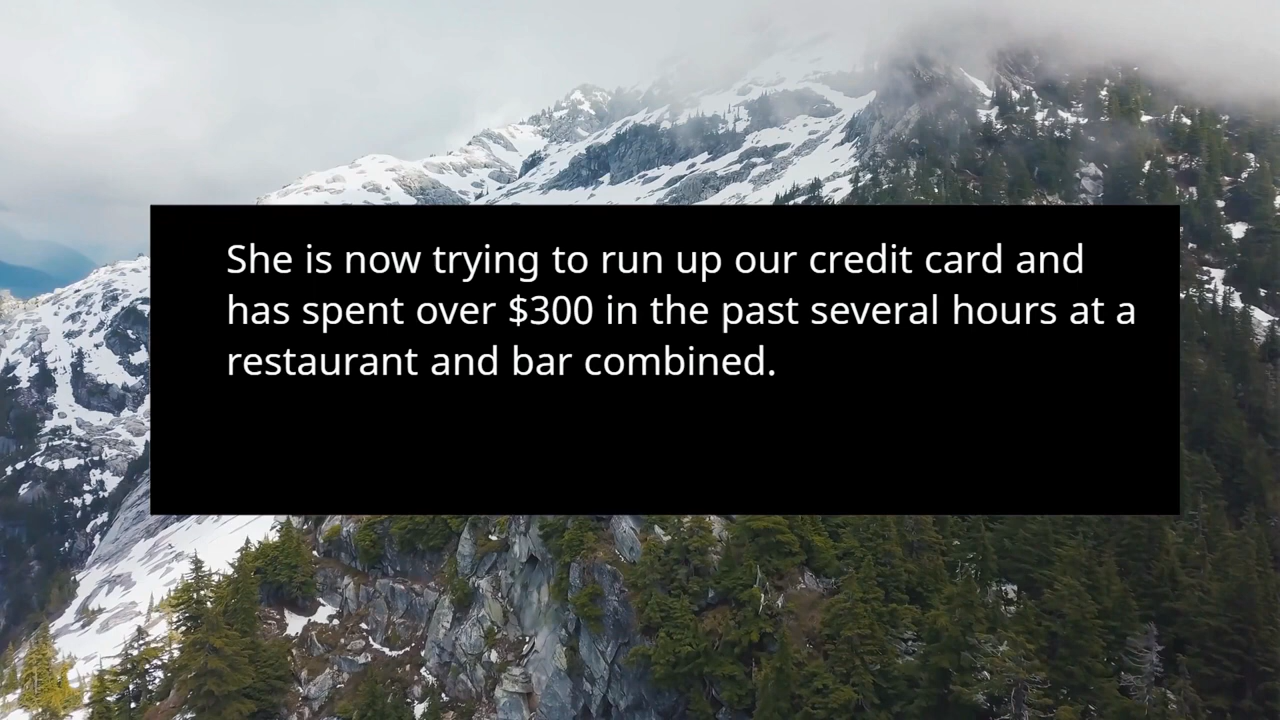 She is now trying to run up our credit card and
has spent over $300 in the past several hours at a
restaurant and bar combined.